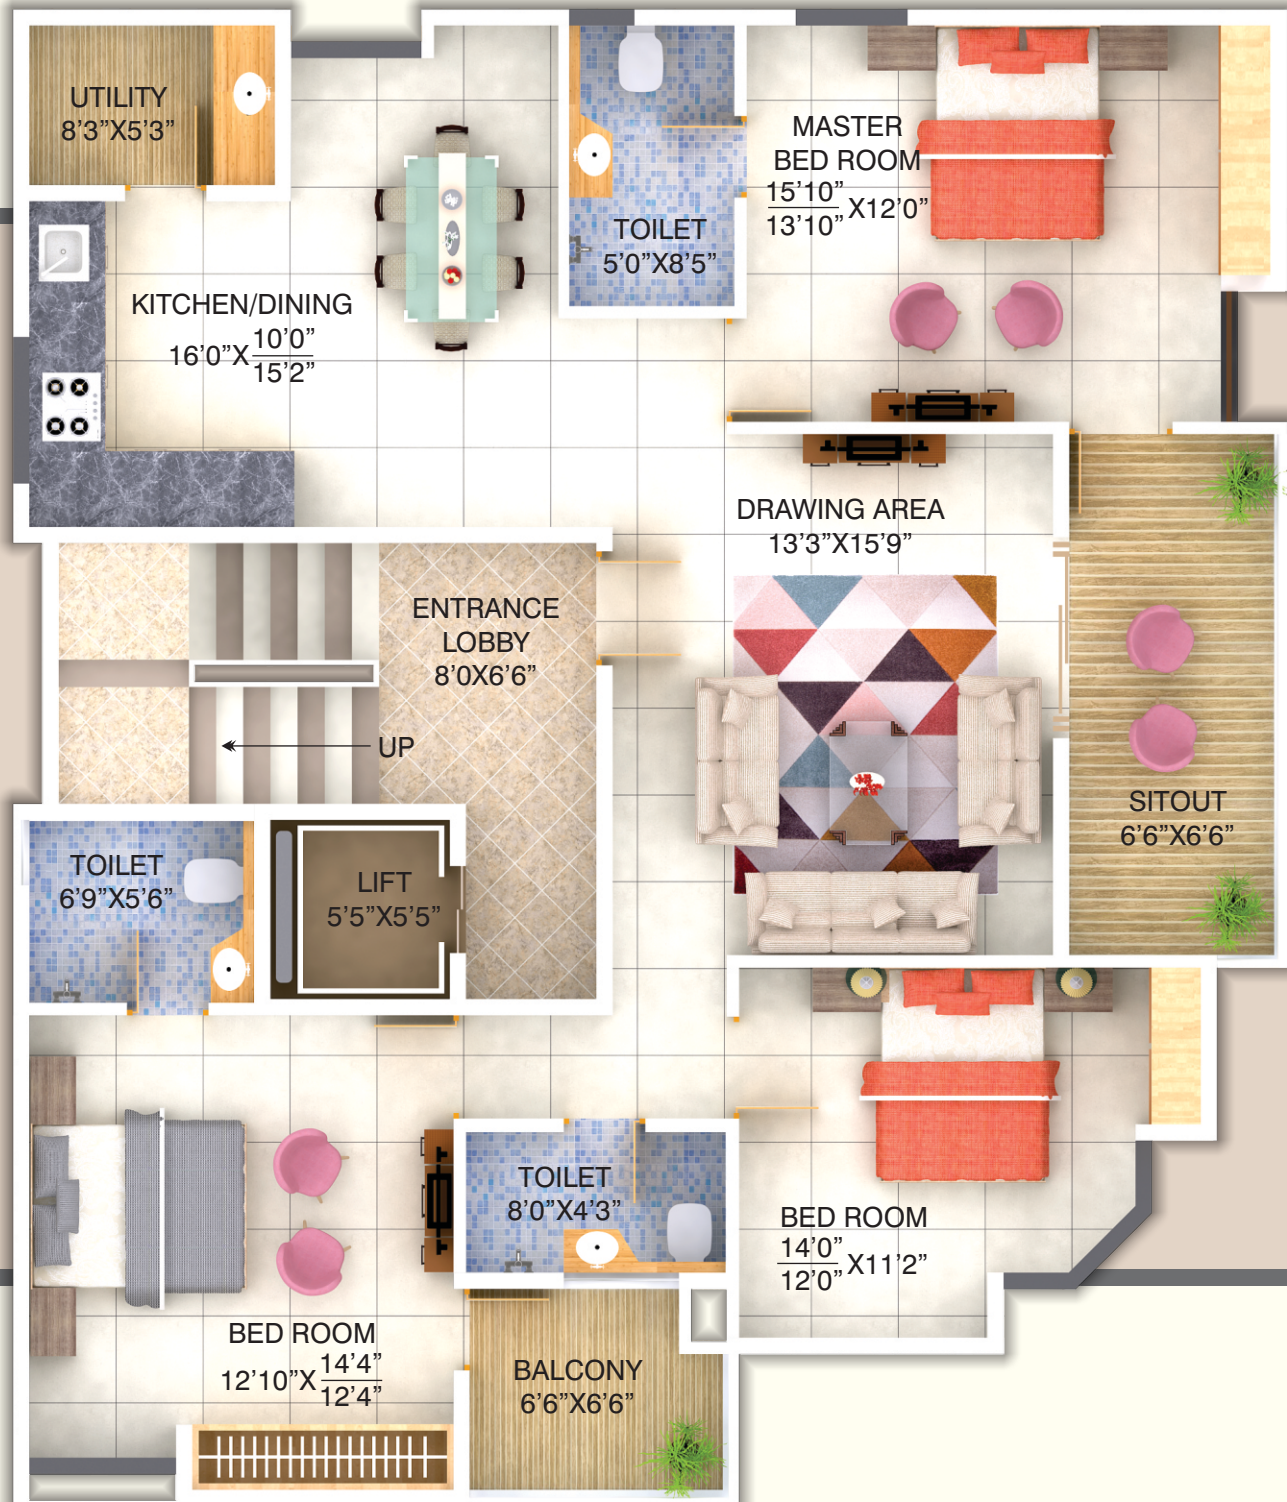 UTILITY
8’3”X5’3”
MASTER
BED ROOM
15’10”
13’10”
X12’0”
TOILET
5’0”X8’5”
KITCHEN/DINING
16’0”X
10’0”
15’2”
DRAWING AREA
13’3”X15’9”
ENTRANCE
LOBBY
8’0X6’6”
UP
SITOUT
6’6”X6’6”
TOILET
6’9”X5’6”
LIFT
5’5”X5’5”
TOILET
8’0”X4’3”
BED ROOM
14’0”
12’0”
X11’2”
BED ROOM
12’10”X
14’4”
12’4”
BALCONY
6’6”X6’6”